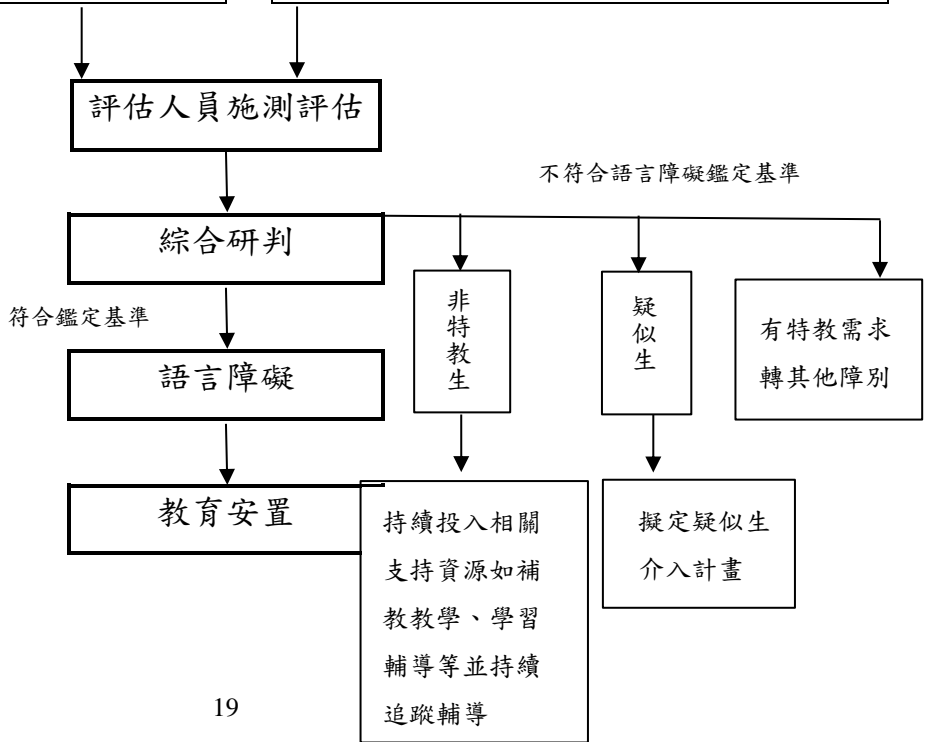 評估人員施測評估
不符合語言障礙鑑定基準
綜合研判
符合鑑定基準
非特教生
疑似生
有特教需求
轉其他障別
語言障礙
教育安置
持續投入相關
支持資源如補
教教學、學習
輔導等並持續
追蹤輔導
擬定疑似生
介入計畫
19